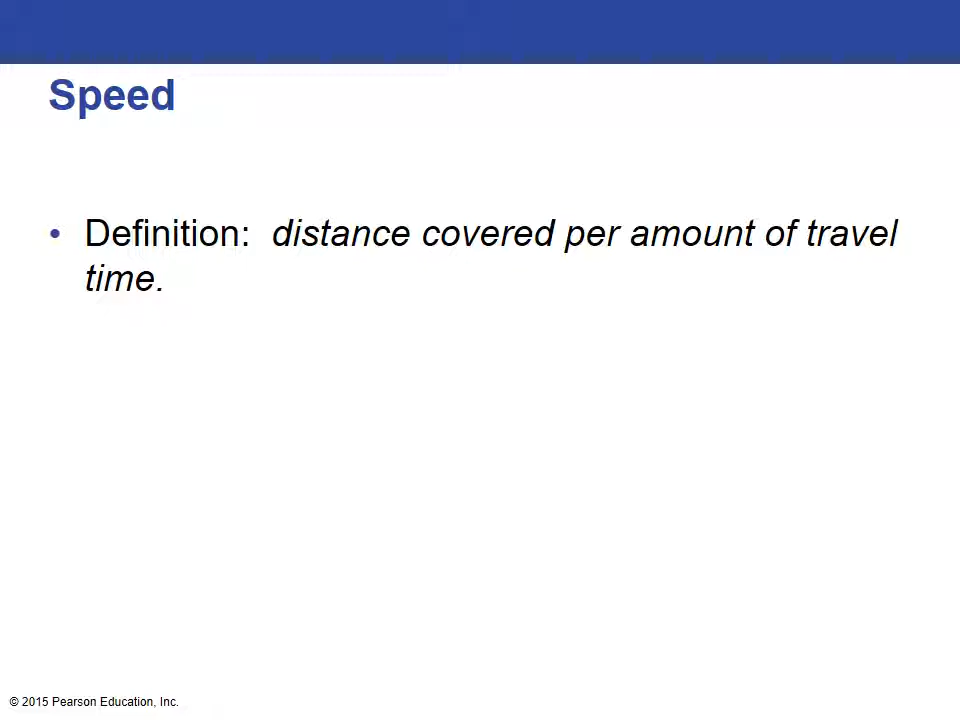 Speed
• Definition:  distance covered per amount of travel
time.
© 2015 Pearson Education, Inc.